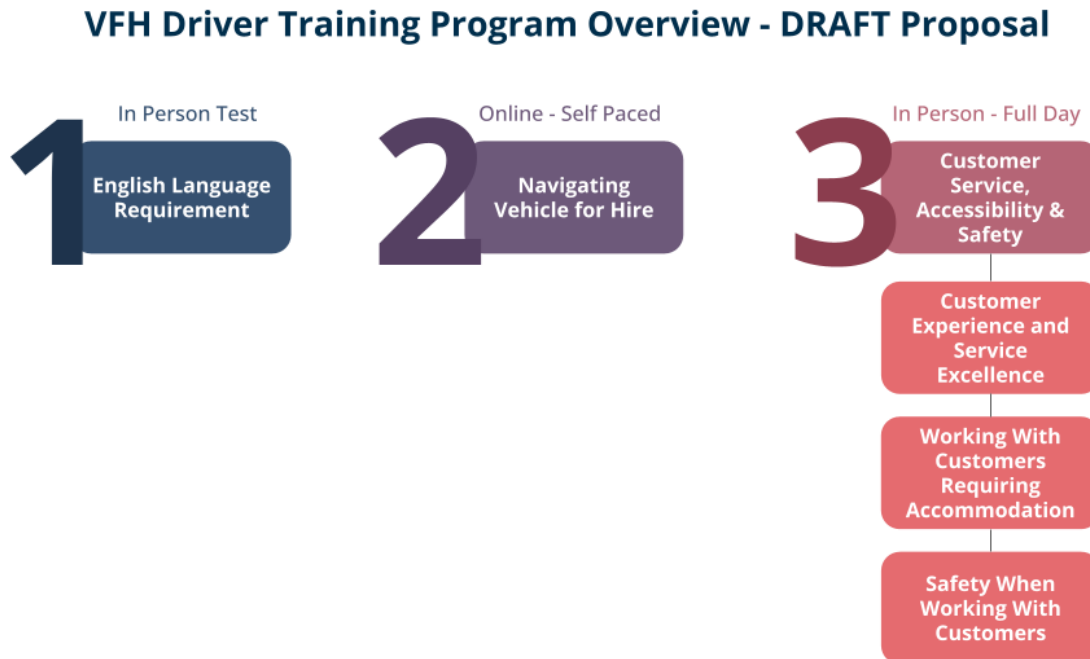 VFH Driver Training Program Overview - DRAFT Proposal
In Person Test
1
English Language
Requirement
Online - Self Paced
2
Navigating
Vehicle for Hire
In Person - Full Day
3
Customer
Service,
Accessibility &
Safety
Customer
Experience and
Service
Excellence
Working With
Customers
Requiring
Accommodation
Safety When
Working With
Customers